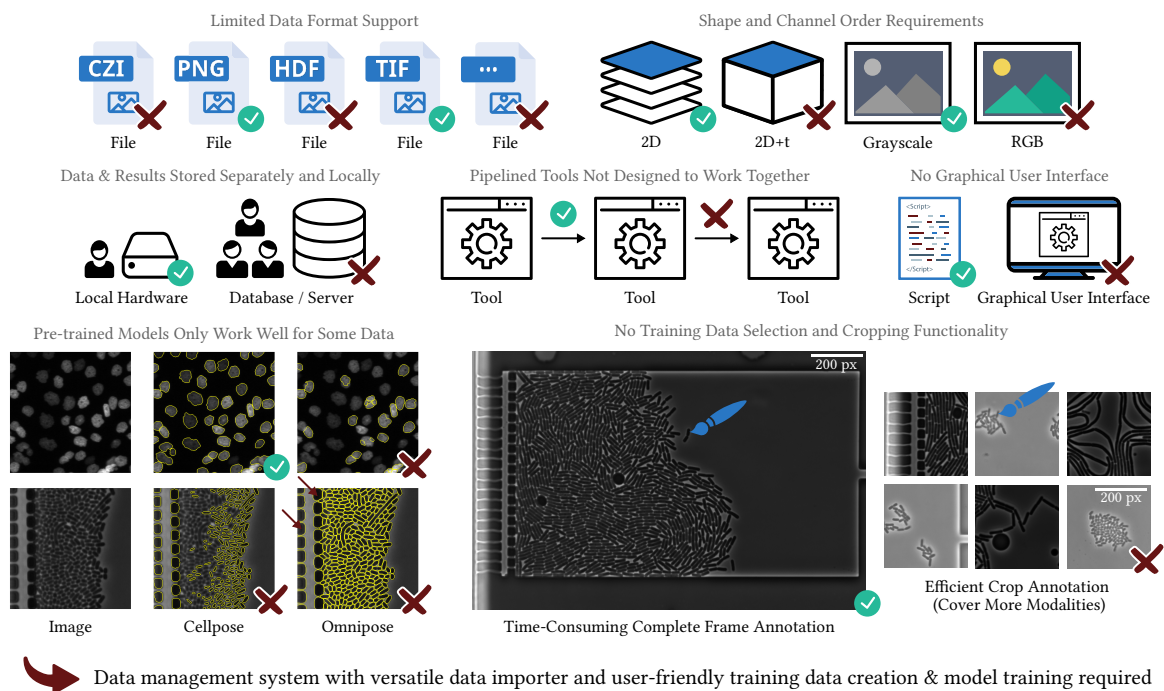 Limited Data Format Support
Shape and Channel Order Requirements
CZI
PNG
HDF
TIF
...
File
File
File
File
File
2D
2D+t
Grayscale
RGB
Data & Results Stored Separately and Locally
Pipelined Tools Not Designed to Work Together
No Graphical User Interface
<Script>
</Script>
Local Hardware
Database / Server
Tool
Tool
Tool
Script
Graphical User Interface
Pre-trained Models Only Work Well for Some Data
No Training Data Selection and Cropping Functionality
200 px
200 px
Efficient Crop Annotation
(Cover More Modalities)
Image
Cellpose
Omnipose
Time-Consuming Complete Frame Annotation
Data management system with versatile data importer and user-friendly training data creation & model training required